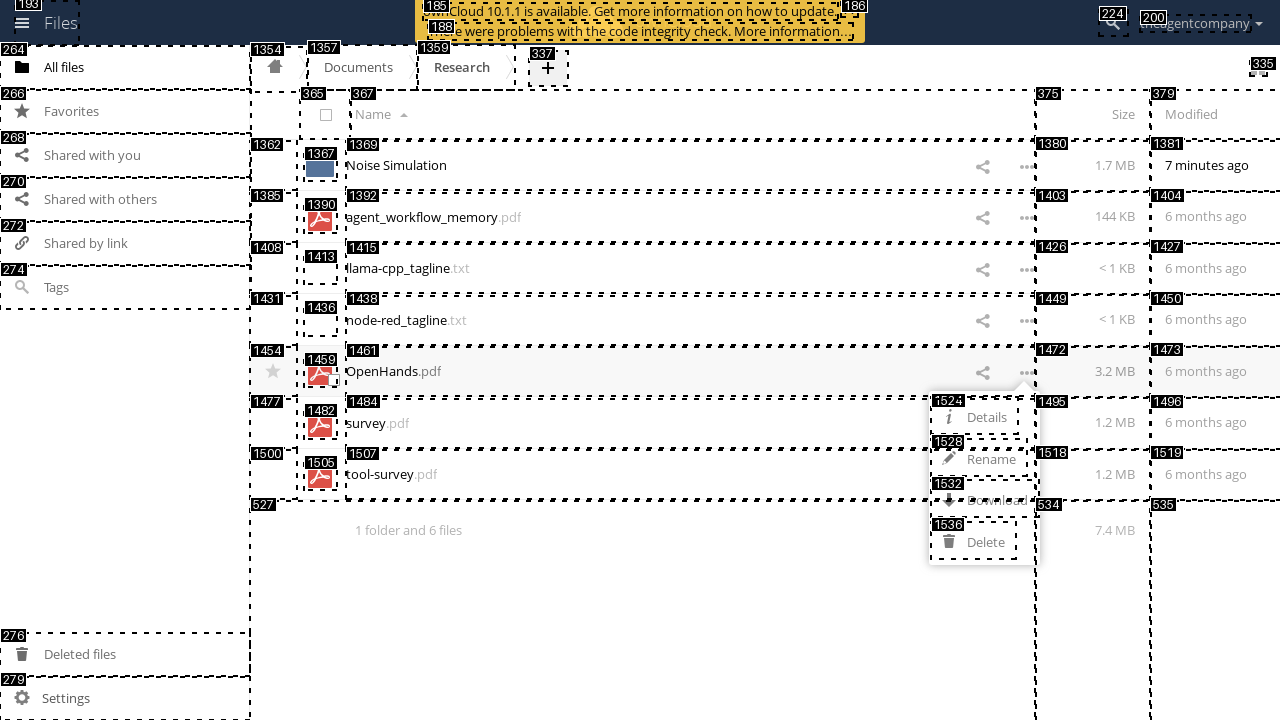 193
Files
185
ownCloud 10.1.1 is available. Get more information on how to update.
186
188
There were problems with the code integrity check. More information…
224
200
theagentcompany
264
All files
266
Favorites
268
Shared with you
270
Shared with others
272
Shared by link
274
Tags
276
Deleted files
279
Settings
1354
1357
Documents
1359
Research
337
+
335
365
367
Name
375
Size
379
Modified
1362
1367
1369
Noise Simulation
1380
1.7 MB
1381
7 minutes ago
1385
1390
1392
agent_workflow_memory.pdf
1403
144 KB
1404
6 months ago
1408
1413
1415
llama-cpp_tagline.txt
1426
< 1 KB
1427
6 months ago
1431
1436
1438
node-red_tagline.txt
1449
< 1 KB
1450
6 months ago
1454
1459
1461
OpenHands.pdf
1472
3.2 MB
1473
6 months ago
1477
1482
1484
survey.pdf
1495
1.2 MB
1496
6 months ago
1500
1505
1507
tool-survey.pdf
1518
1.2 MB
1519
6 months ago
1524
Details
1528
Rename
1532
Download
1536
Delete
527
1 folder and 6 files
534
7.4 MB
535